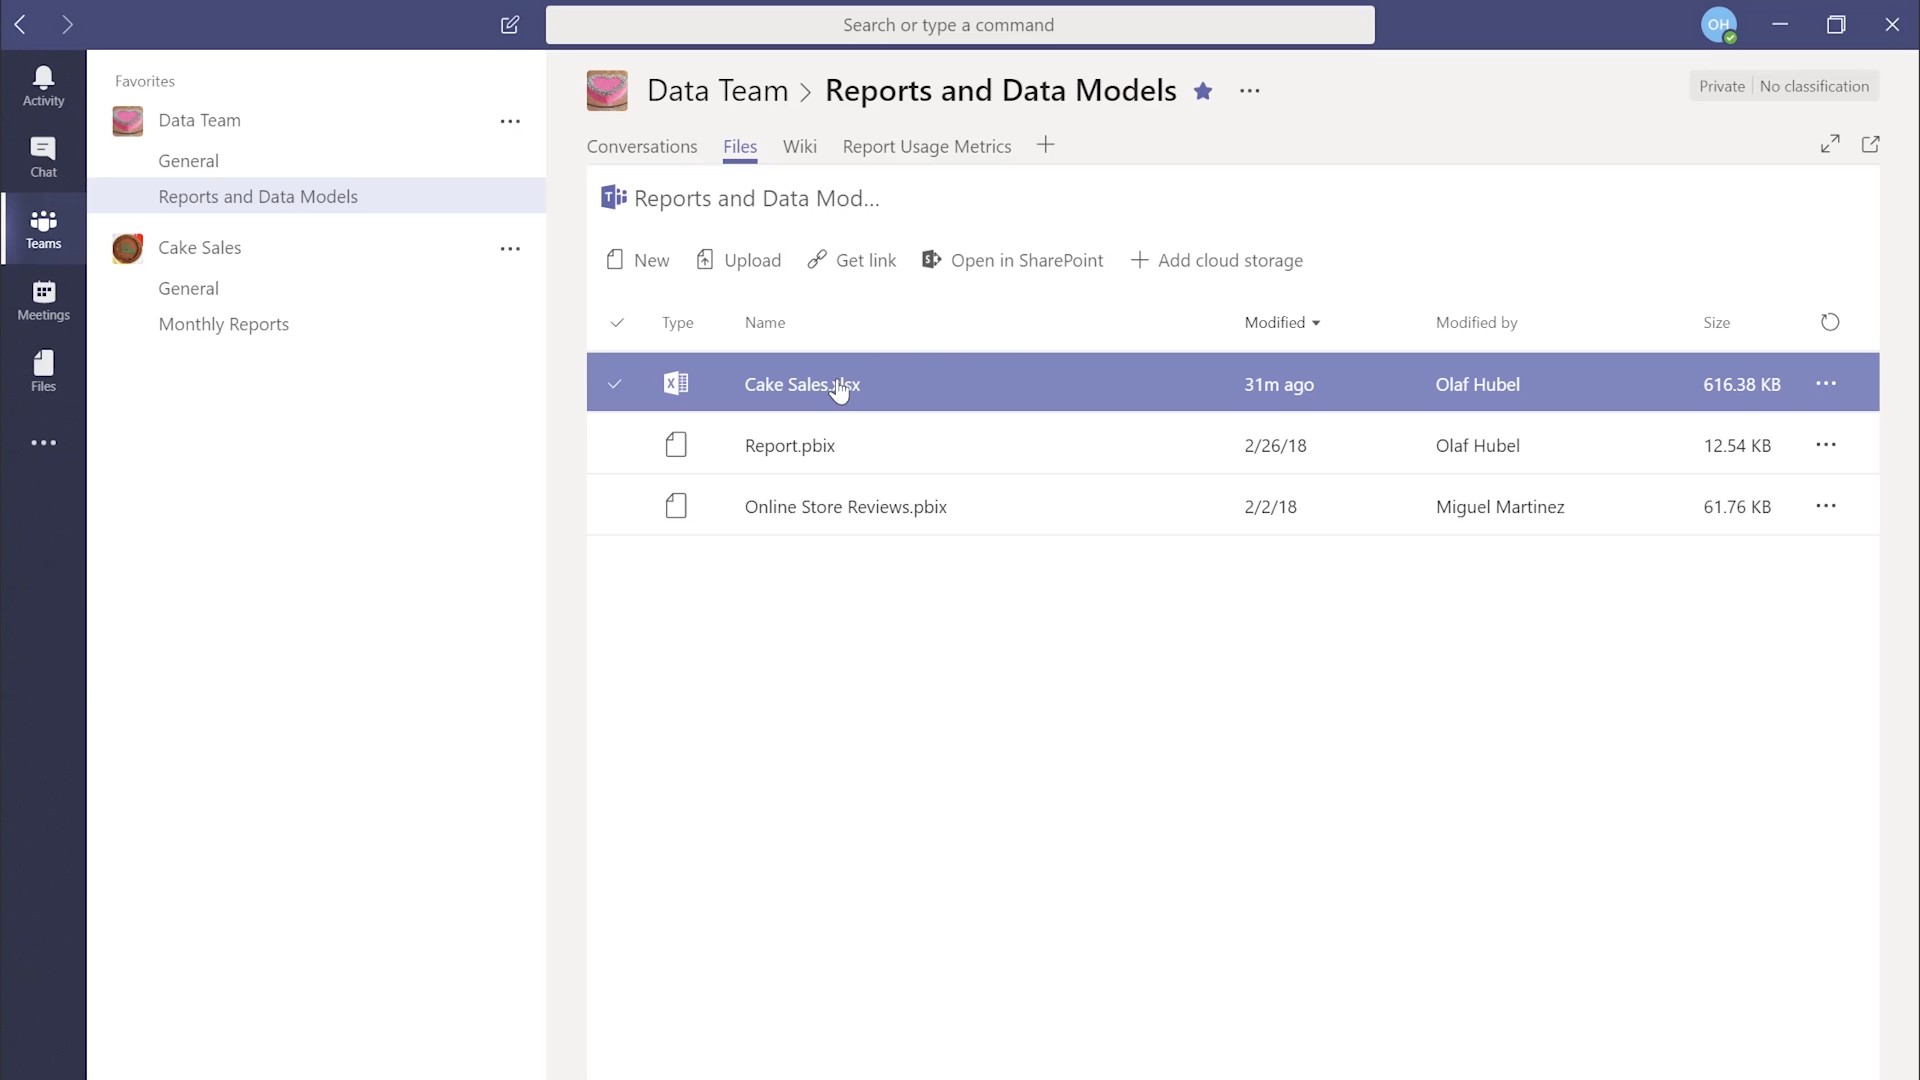 Search or type a command
OH
Activity
Chat
Teams
Meetings
Files
Favorites
Data Team
General
Reports and Data Models
Cake Sales
General
Monthly Reports
Data Team > Reports and Data Models
Private | No classification
Conversations Files Wiki Report Usage Metrics
Reports and Data Mod...
New Upload Get link Open in SharePoint Add cloud storage
Type Name Modified Modified by Size
Cake Sales.xlsx 31m ago Olaf Hubel 616.38 KB
Report.pbix 2/26/18 Olaf Hubel 12.54 KB
Online Store Reviews.pbix 2/2/18 Miguel Martinez 61.76 KB